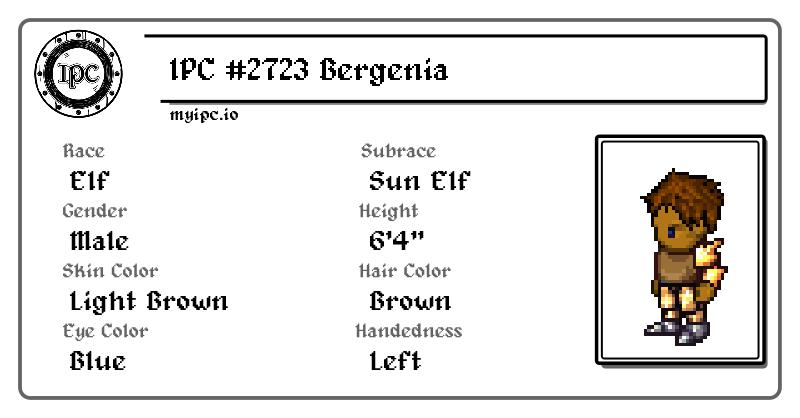 IPC
IPC #2723 Bergenia
myipc.io
Race
Elf
Subrace
Sun Elf
Gender
Male
Height
6'4"
Skin Color
Light Brown
Hair Color
Brown
Eye Color
Blue
Handedness
Left